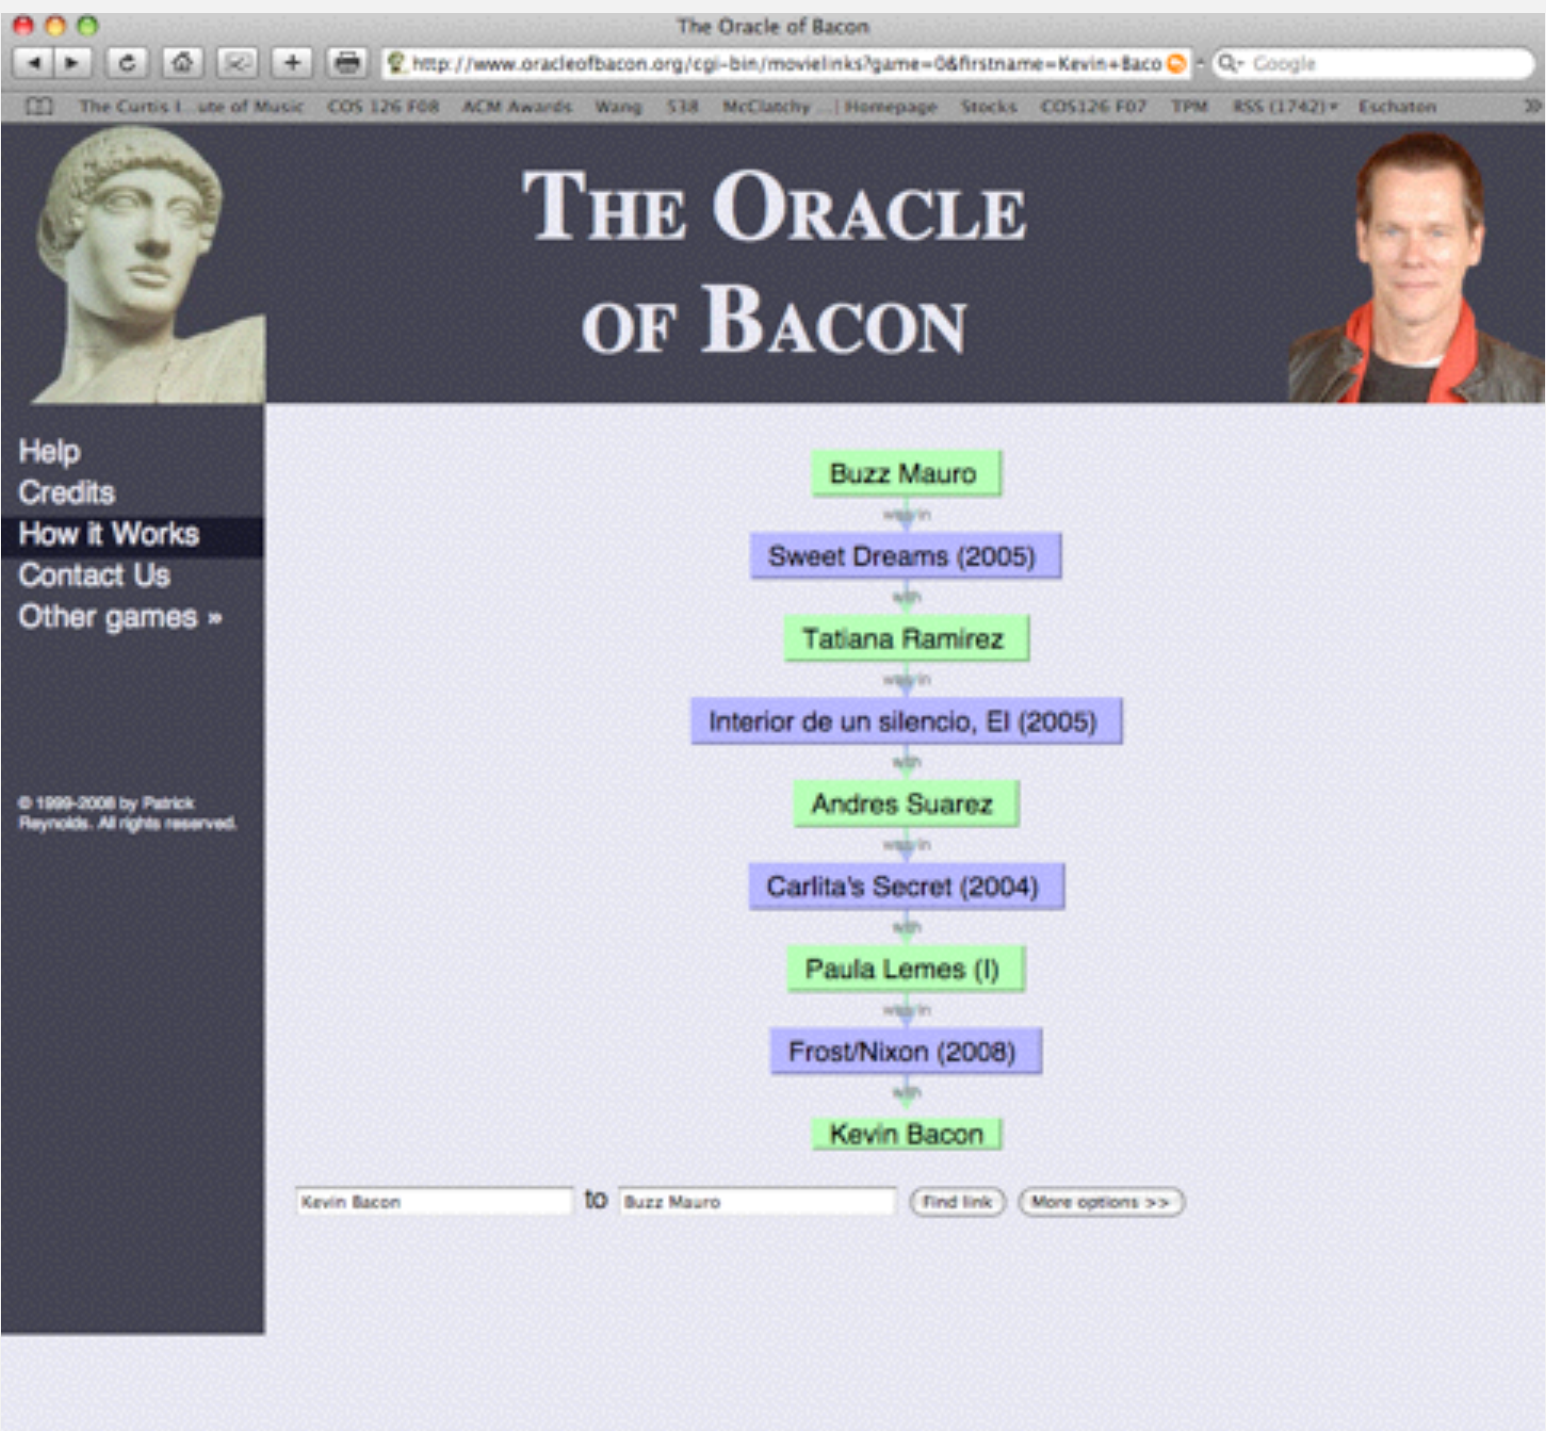 The Oracle of Bacon
http://www.oracleofbacon.org/cgi-bin/movielinks?game=0&firstname=Kevin+Baco
Google
The Curtis I...ute of Music COS 126 F08 ACM Awards Wang 538 McClatchy ...| Homepage Stocks COS126 F07 TPM RSS (1742) Eschaton
THE ORACLE
OF BACON
Help
Credits
How it Works
Contact Us
Other games »
© 1999-2008 by Patrick
Reynolds. All rights reserved.
Buzz Mauro
was in
Sweet Dreams (2005)
with
Tatiana Ramirez
was in
Interior de un silencio, El (2005)
with
Andres Suarez
was in
Carlita's Secret (2004)
with
Paula Lemes (I)
was in
Frost/Nixon (2008)
with
Kevin Bacon
Kevin Bacon to Buzz Mauro Find link More options >>